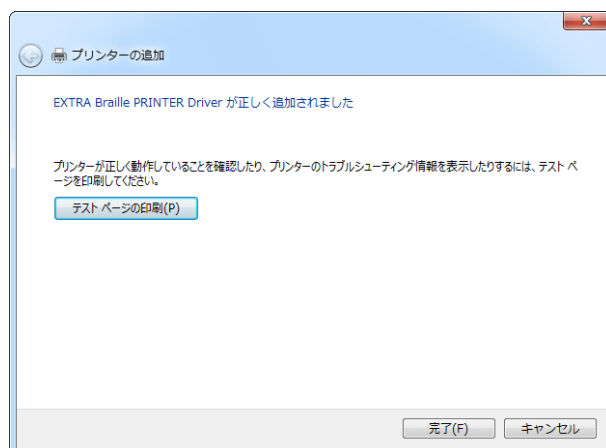 プリンターの追加
EXTRA Braille PRINTER Driver が正しく追加されました
プリンターが正しく動作していることを確認したり、プリンターのトラブルシューティング情報を表示したりするには、テスト ペ
ージを印刷してください。
テスト ページの印刷(P)
完了(F)
キャンセル